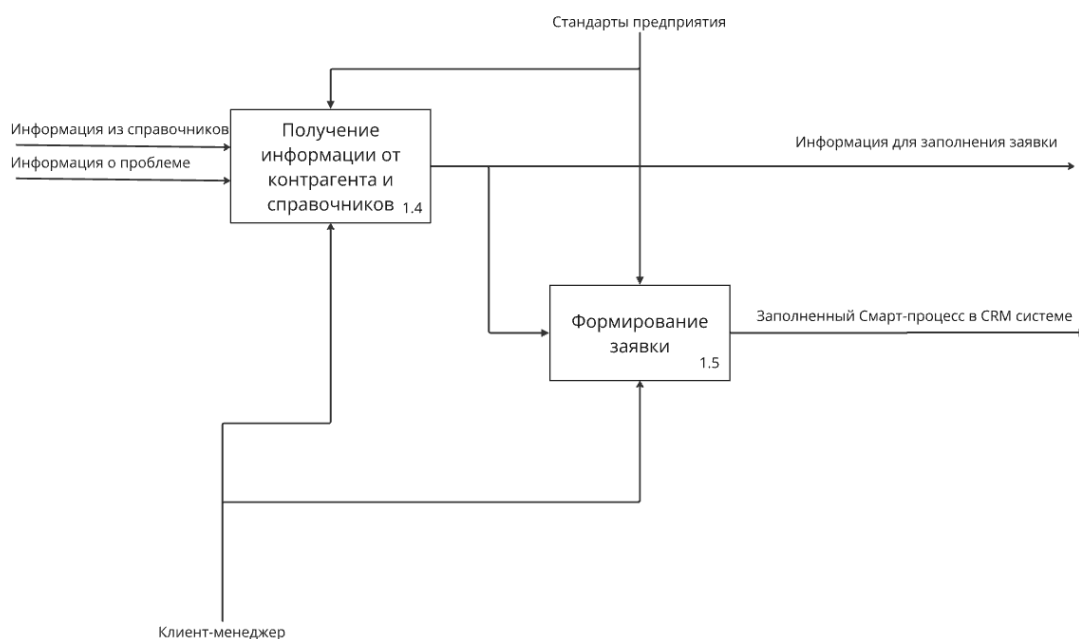 Стандарты предприятия
Информация из справочников
Информация о проблеме
Получение
информации от
контрагента и
справочников
1.4
Информация для заполнения заявки
Формирование
заявки
1.5
Заполненный Смарт-процесс в CRM системе
Клиент-менеджер